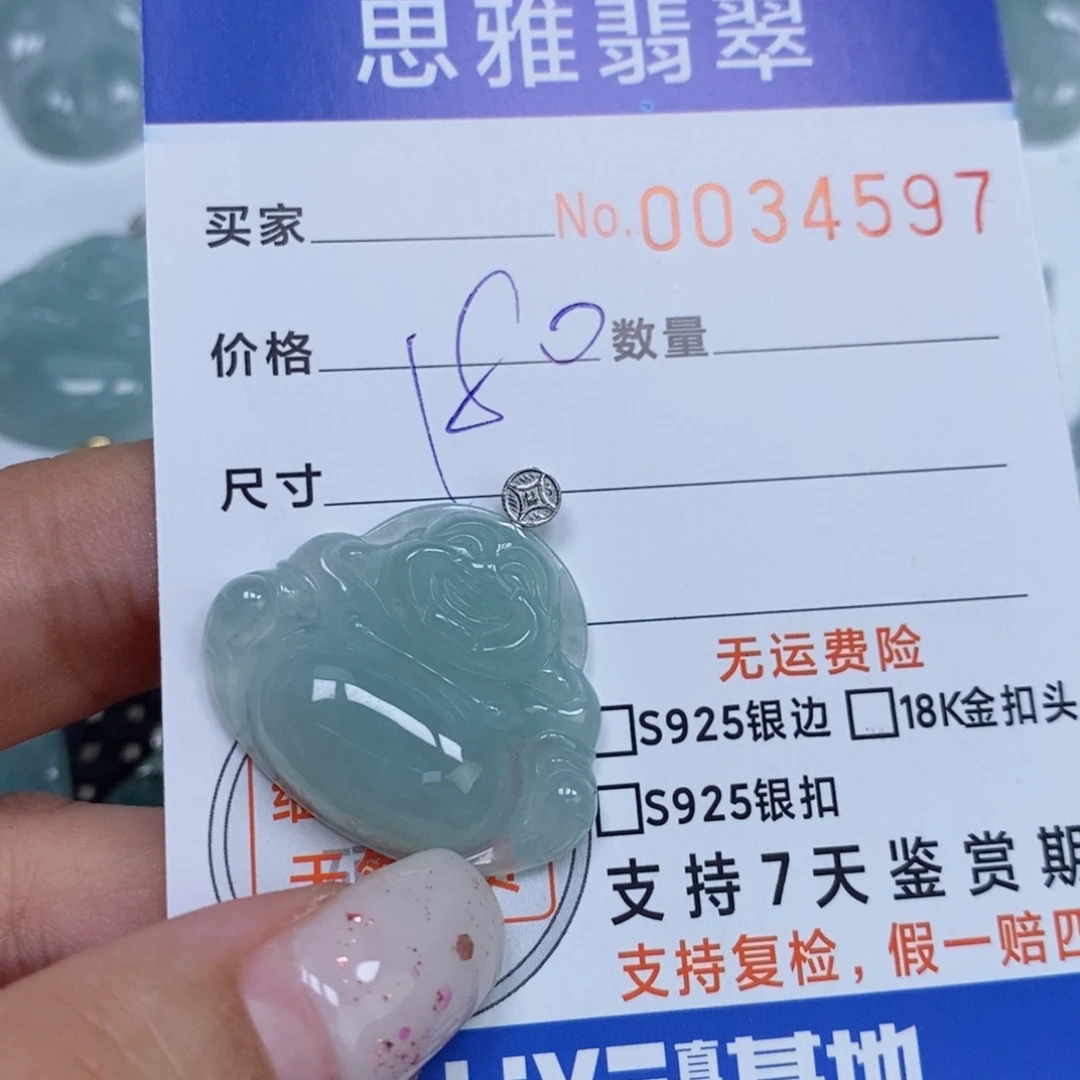 思雅翡翠
买家 No.0034597
价格 180 数量
尺寸
无运费险
□S925银边 □18K金扣头
□S925银扣
支持7天鉴赏期
支持复检，假一赔四
基地